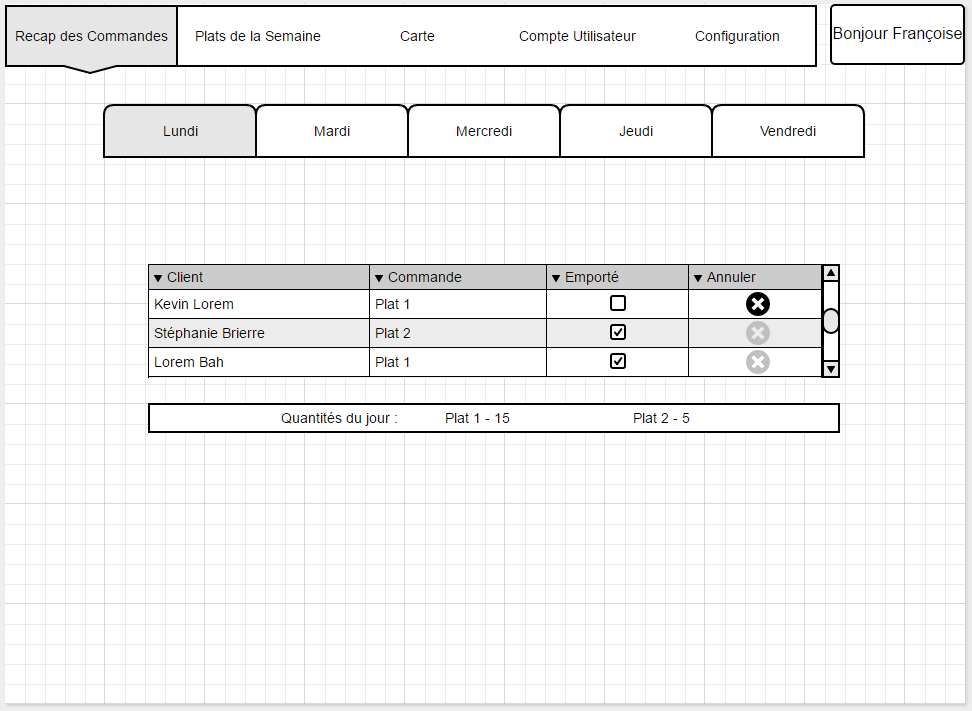 Recap des Commandes Plats de la Semaine Carte Compte Utilisateur Configuration Bonjour Françoise
Lundi Mardi Mercredi Jeudi Vendredi
Client Commande Emporté Annuler
Kevin Lorem Plat 1
Stéphanie Brierre Plat 2
Lorem Bah Plat 1
Quantités du jour : Plat 1 - 15 Plat 2 - 5